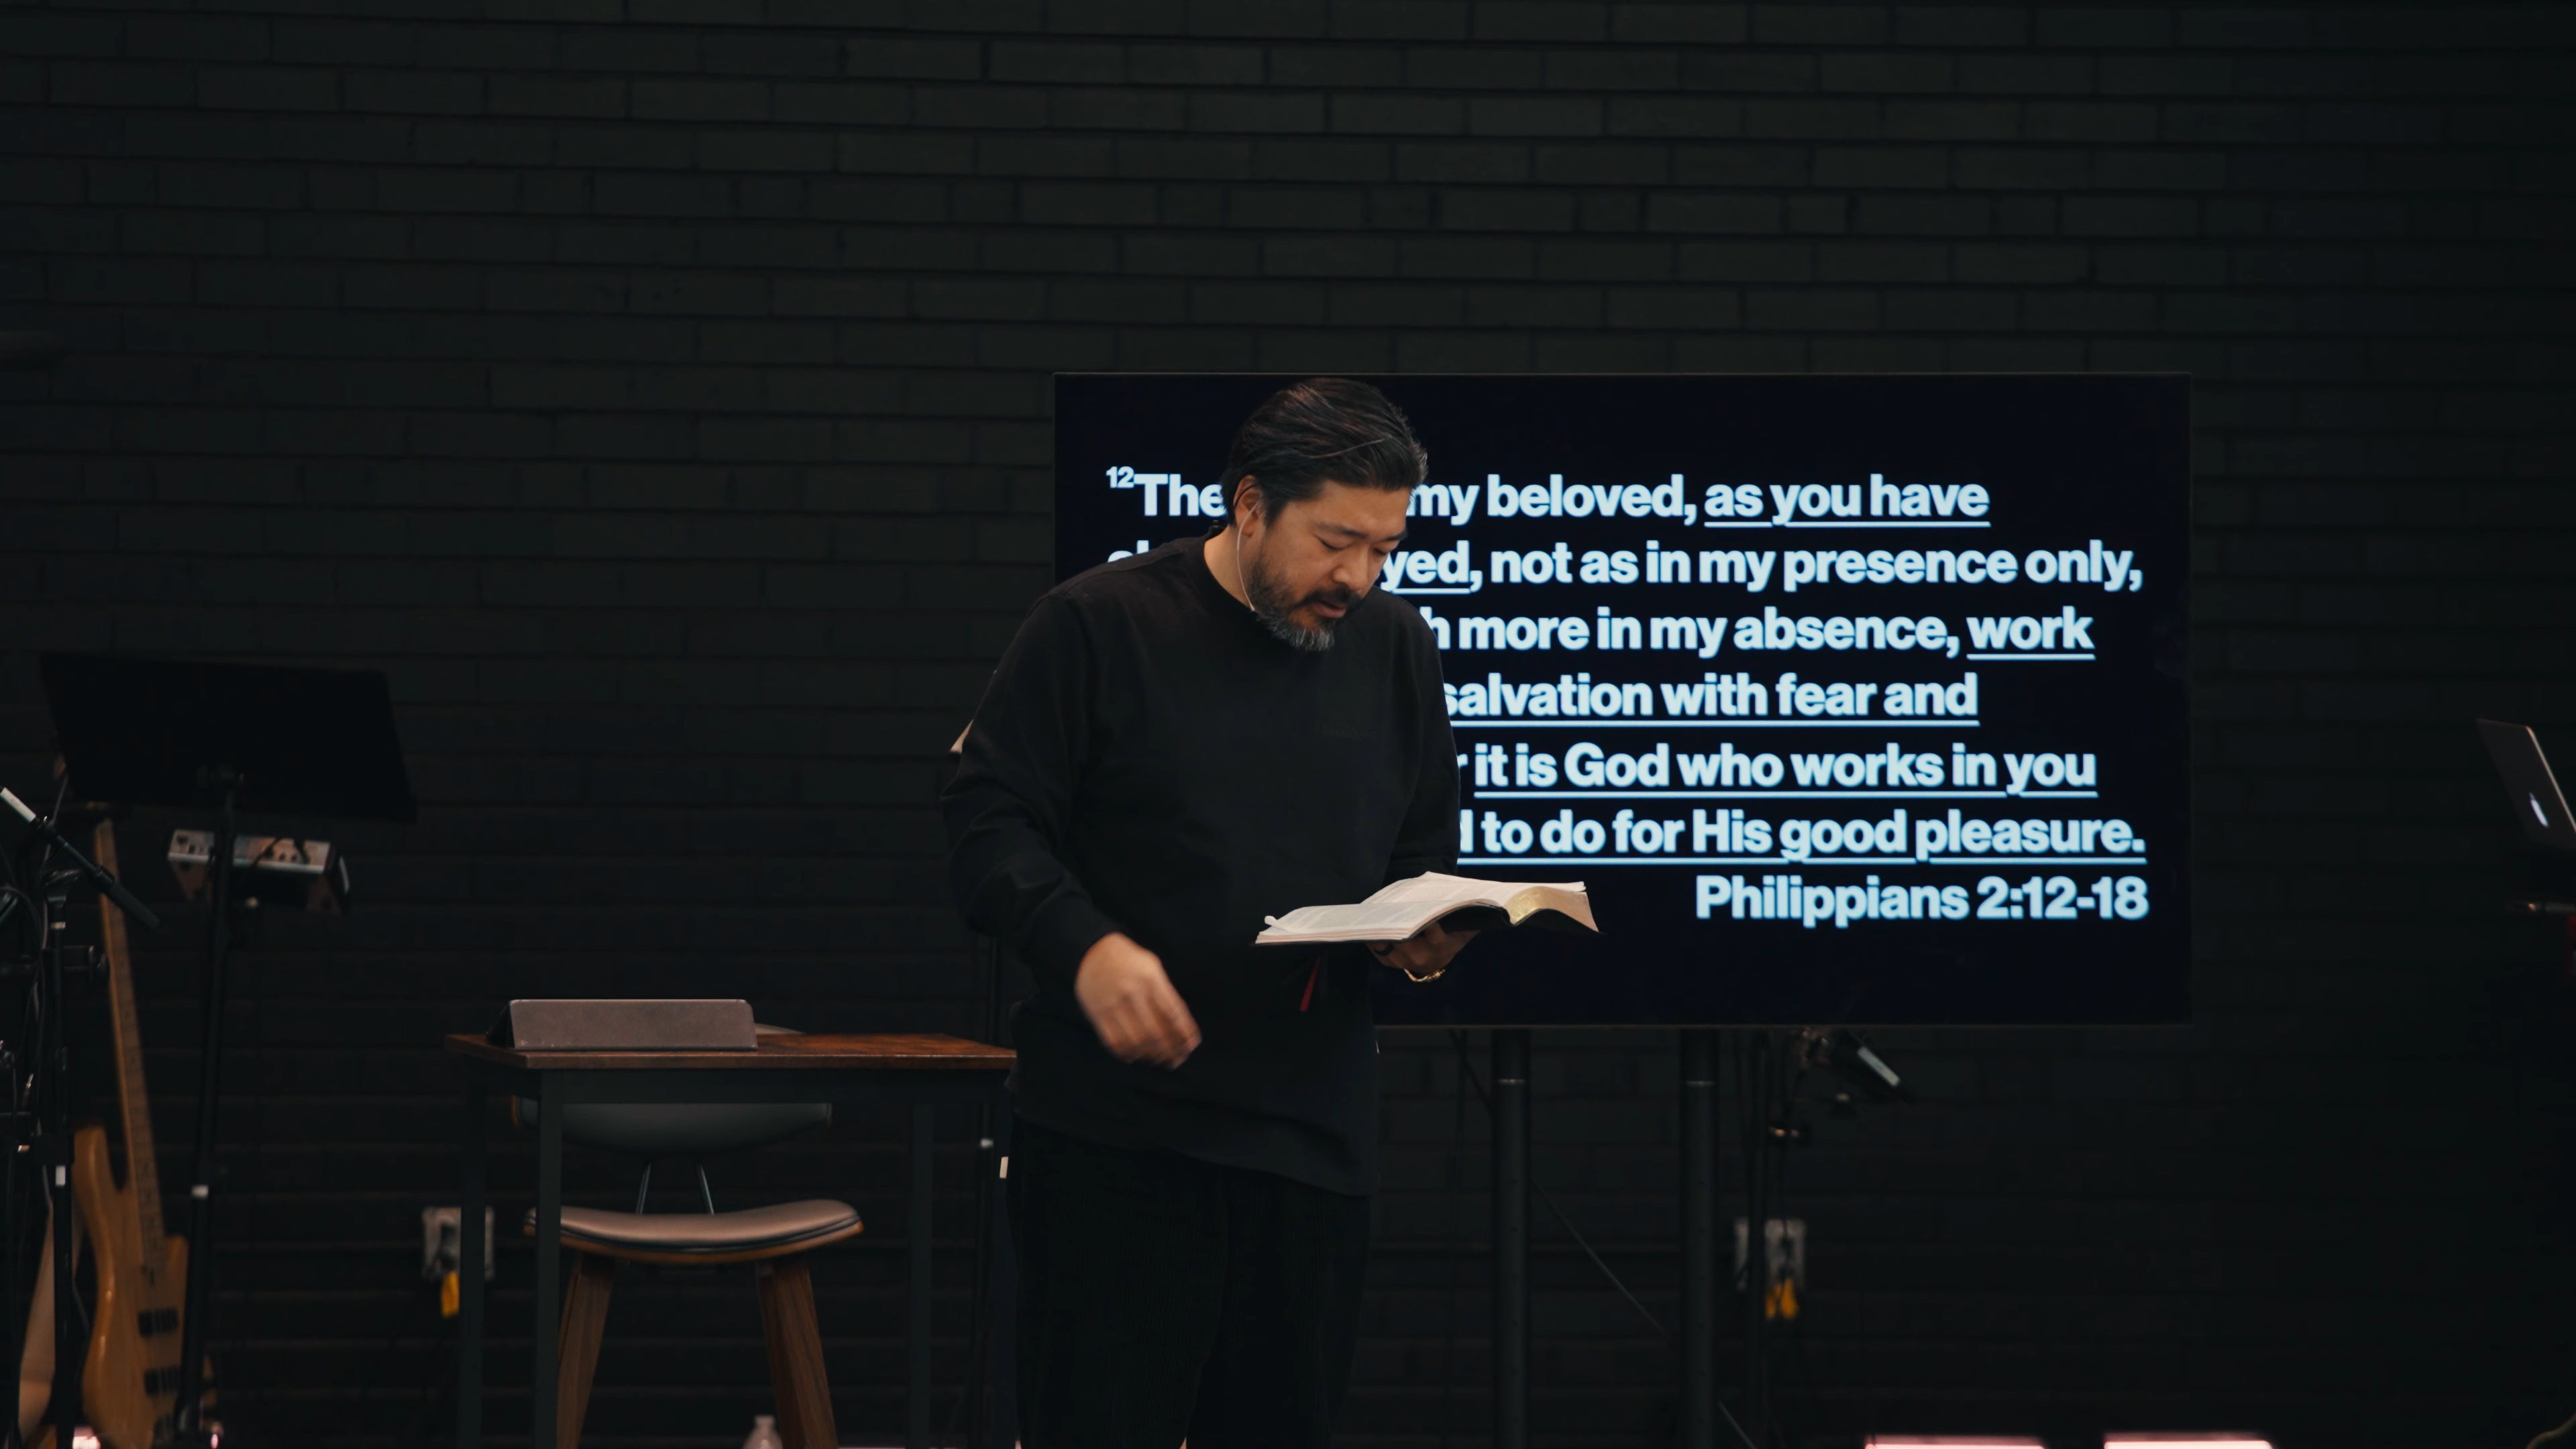 12 The my beloved, as you have
yed, not as in my presence only,
h more in my absence, work
salvation with fear and
r it is God who works in you
to do for His good pleasure.
Philippians 2:12-18